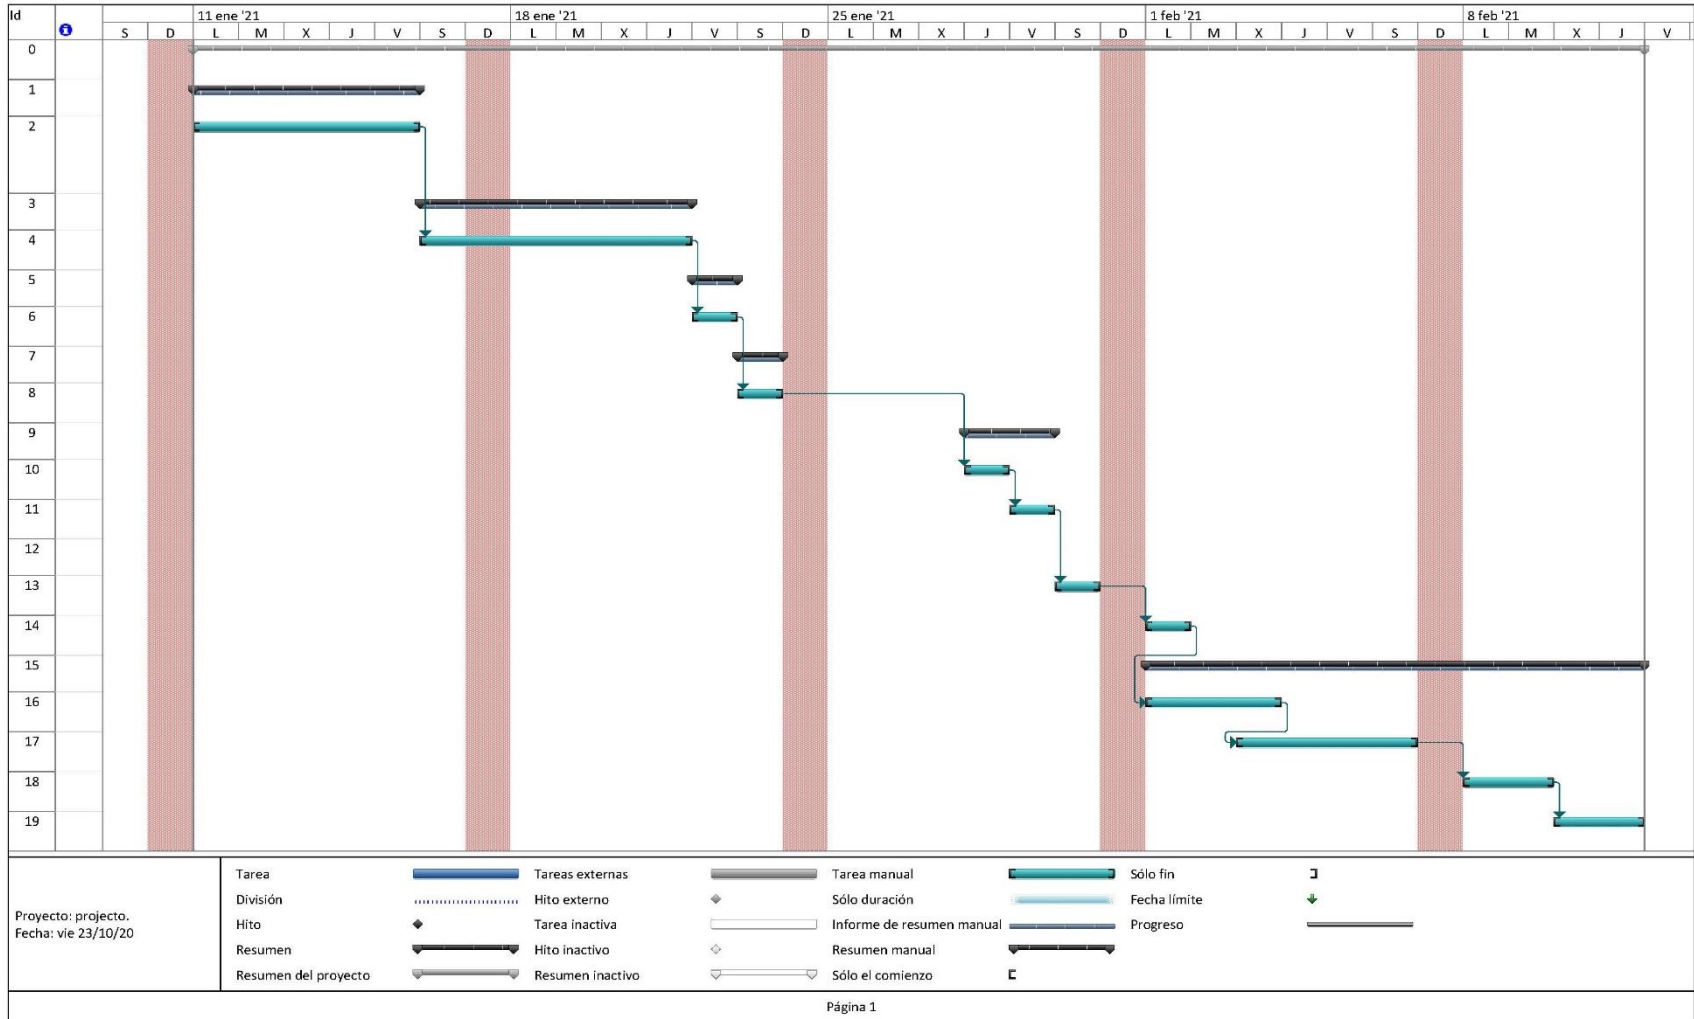 Id
11 ene '21 18 ene '21 25 ene '21 1 feb '21 8 feb '21
S D L M X J V S D L M X J V S D L M X J V S D L M X J V S D L M X J V
0
1
2
3
4
5
6
7
8
9
10
11
12
13
14
15
16
17
18
19
Proyecto: projecto.
Fecha: vie 23/10/20
Tarea
División
Hito
Resumen
Resumen del proyecto
Tareas externas
Hito externo
Tarea inactiva
Hito inactivo
Resumen inactivo
Tarea manual
Sólo duración
Informe de resumen manual
Resumen manual
Sólo el comienzo
Sólo fin
Fecha límite
Progreso
Página 1